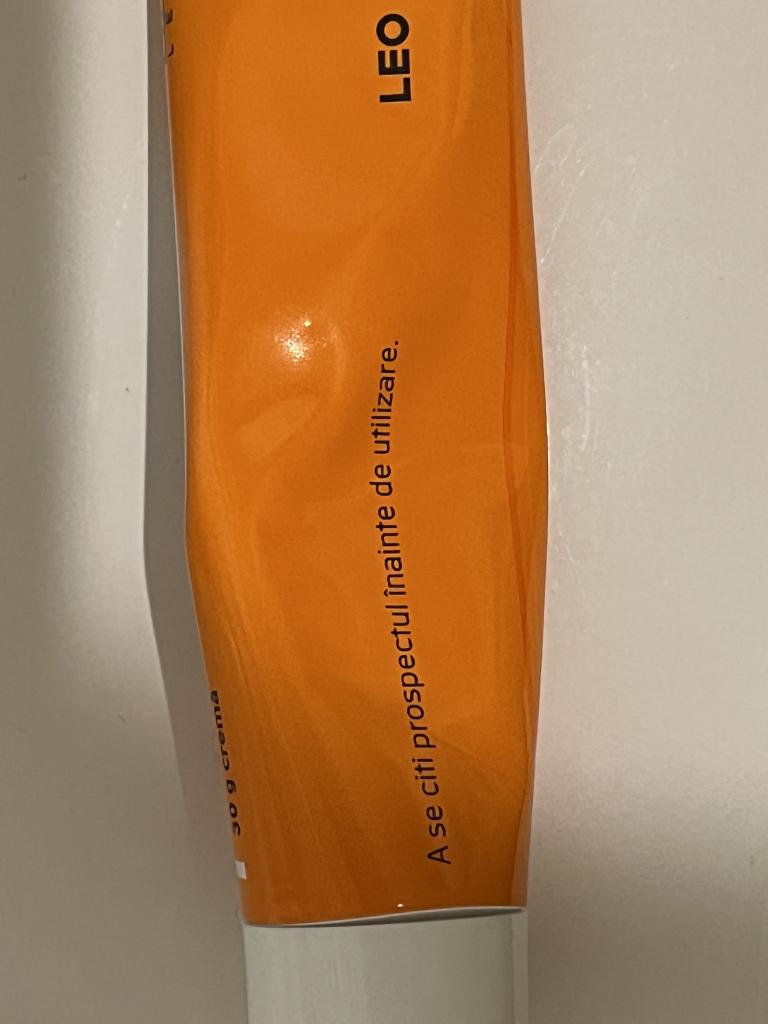 30 g cremă
A se citi prospectul înainte de utilizare.
LEO